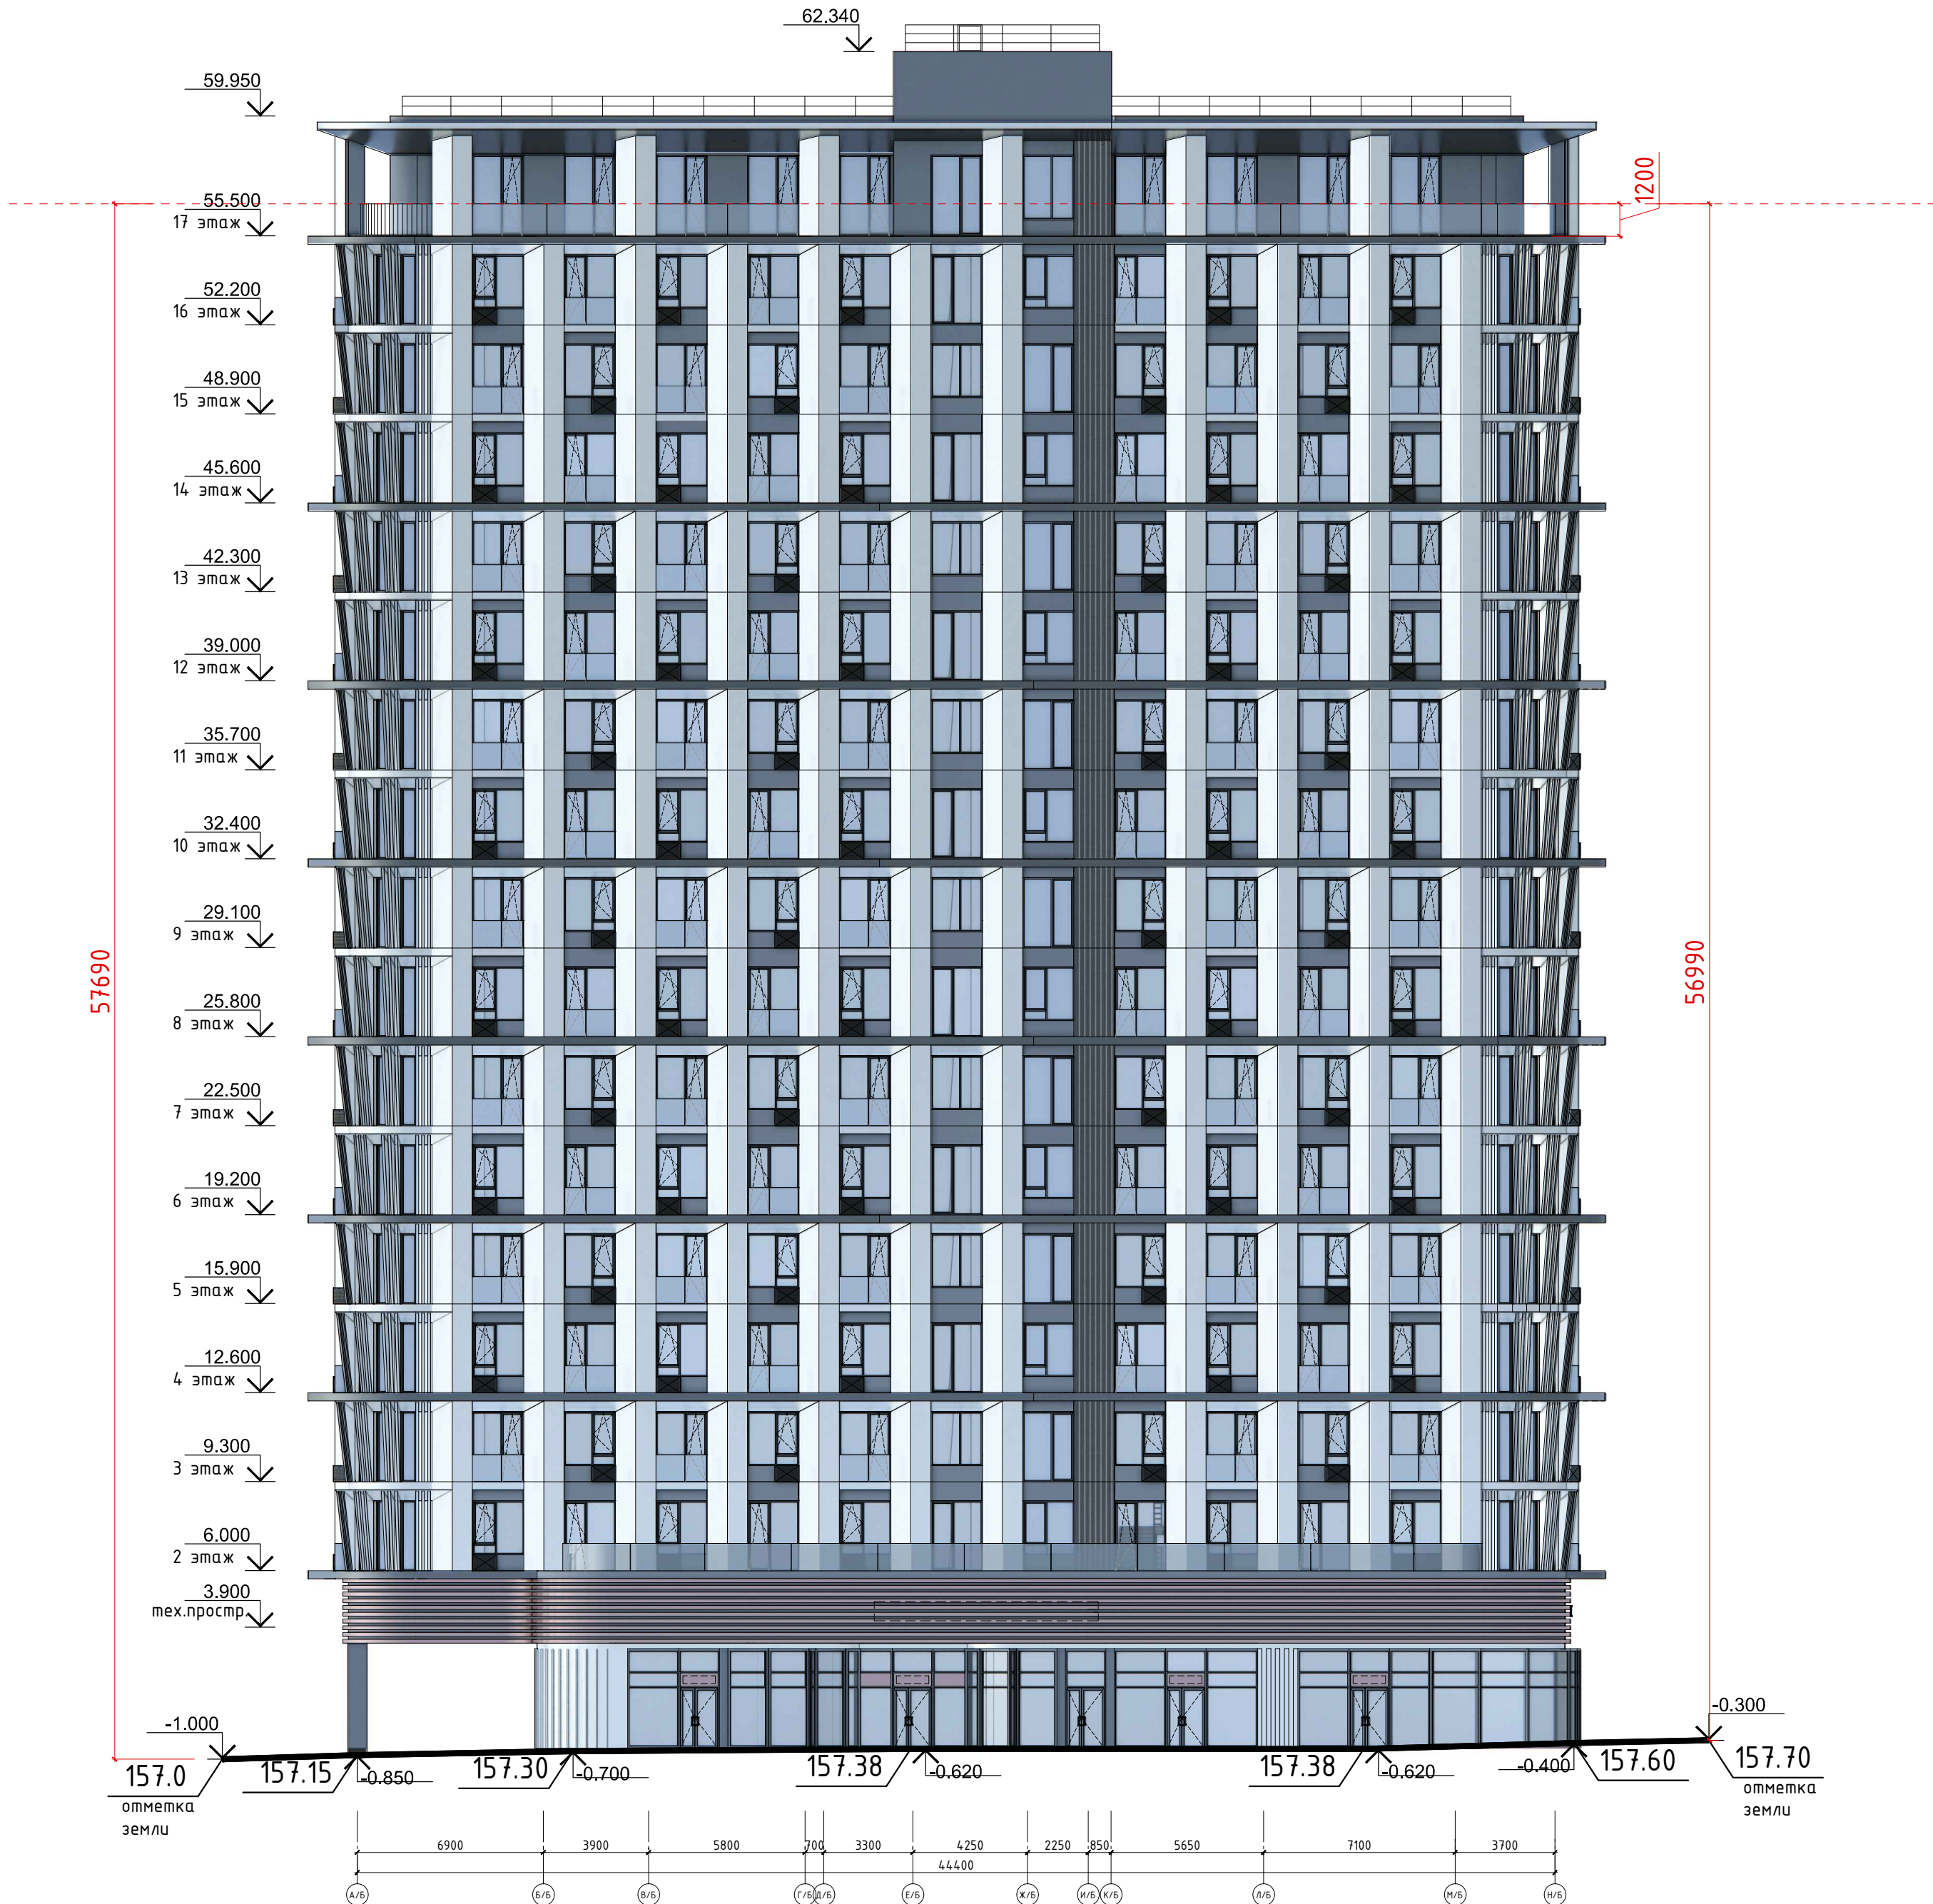 62.340
59.950
1200
55.500
17 этаж
52.200
16 этаж
48.900
15 этаж
45.600
14 этаж
42.300
13 этаж
39.000
12 этаж
35.700
11 этаж
32.400
10 этаж
29.100
9 этаж
57690
56990
25.800
8 этаж
22.500
7 этаж
19.200
6 этаж
15.900
5 этаж
12.600
4 этаж
9.300
3 этаж
6.000
2 этаж
3.900
тех.простр.
-0.300
-1.000
157.0 157.15 -0.850 157.30 -0.700 157.38 -0.620 157.38 -0.620 -0.400 157.60 157.70
отметка
земли
отметка
земли
6900 3900 5800 700 3300 4250 2250 850 5650 7100 3700
44400
А/Б Б/Б В/Б Г/Б Д/Б Е/Б Ж/Б И/Б К/Б Л/Б М/Б Н/Б